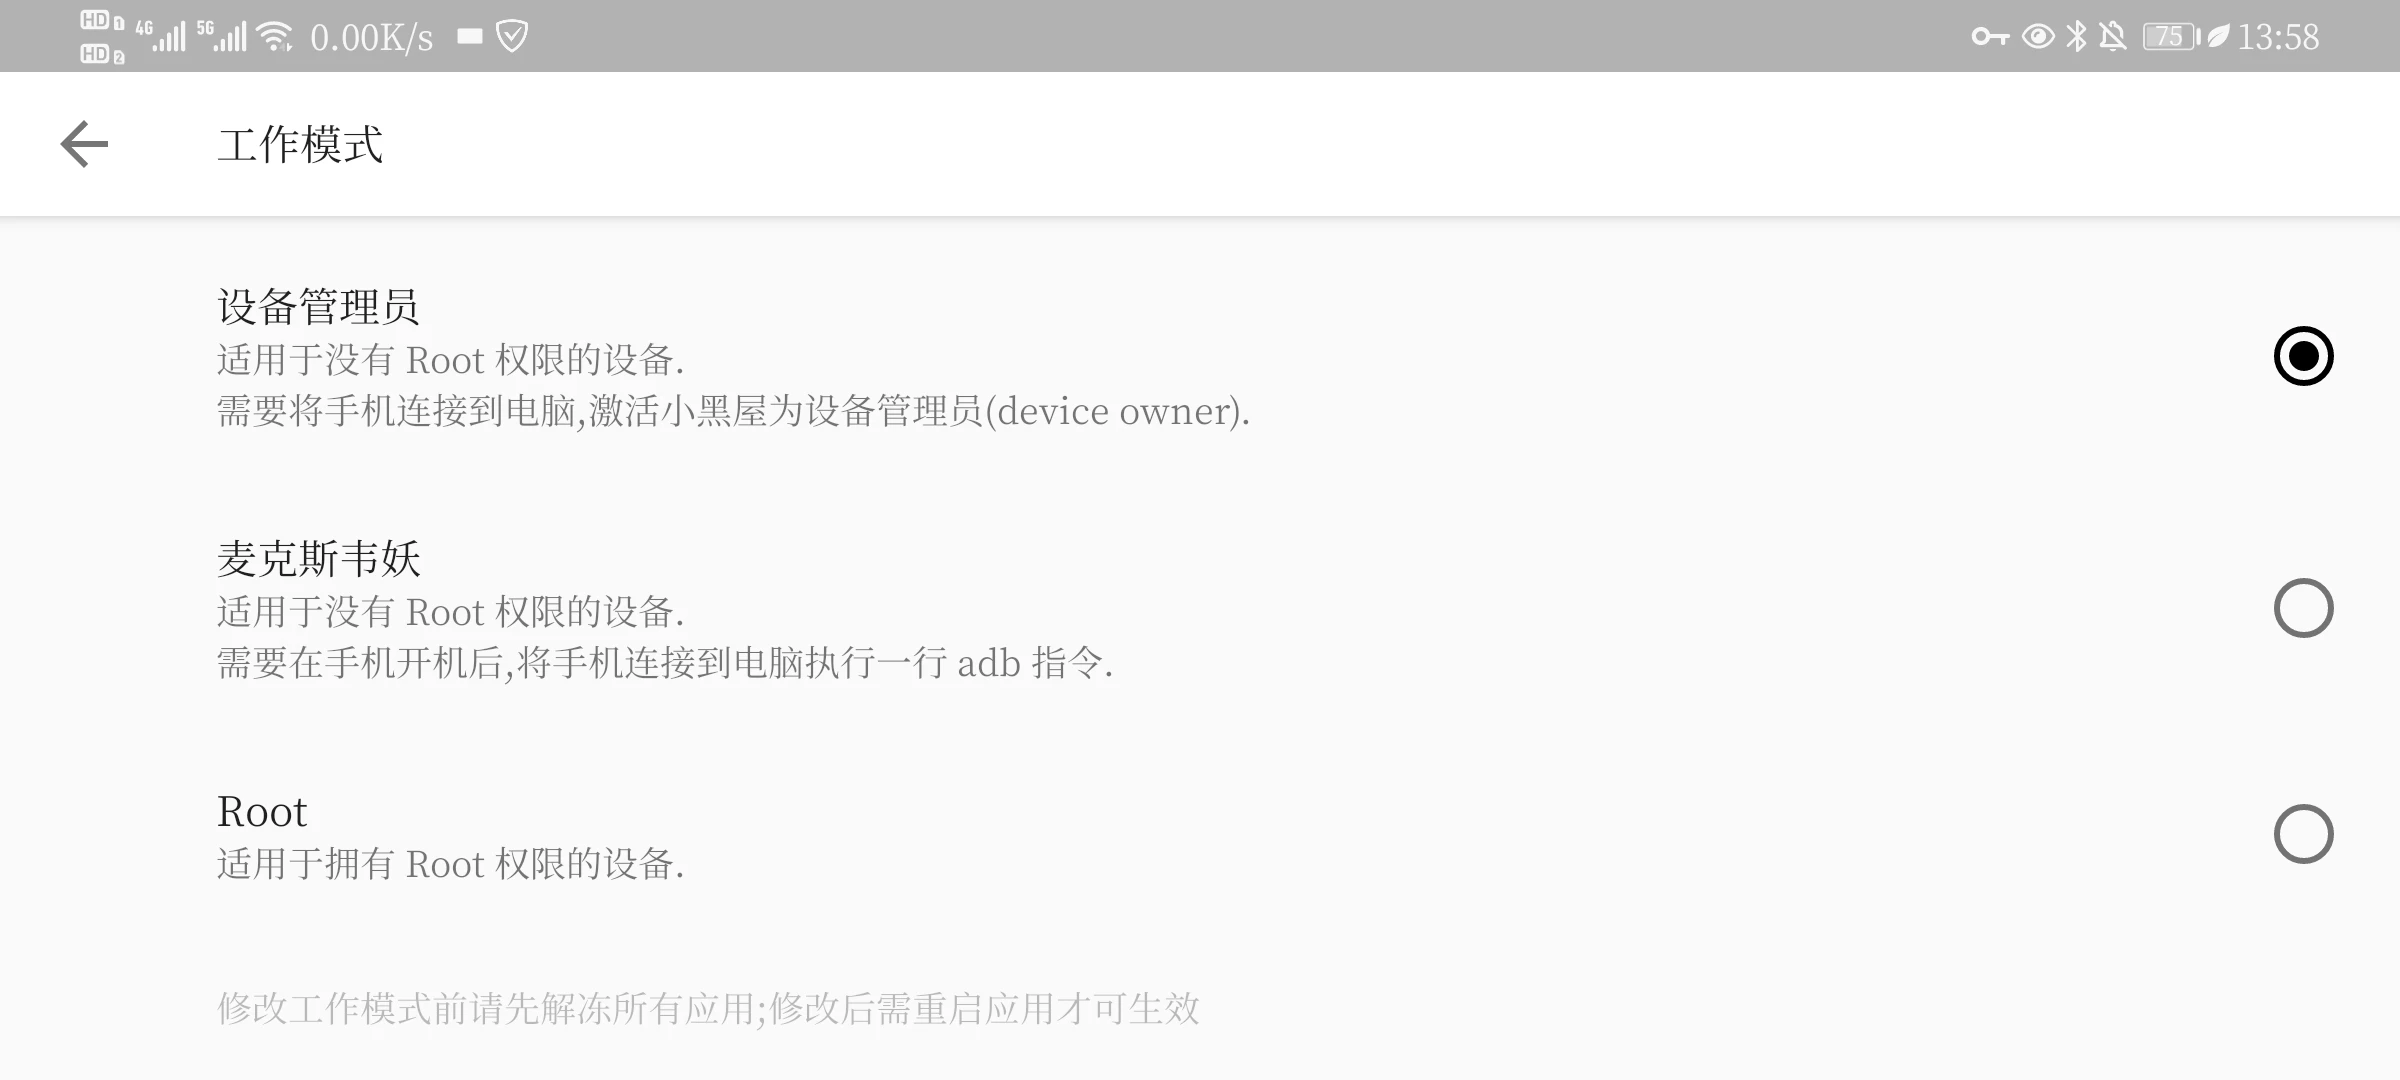 HD 1 4G 5G 0.00K/s 75 13:58
HD 2
工作模式
设备管理员
适用于没有 Root 权限的设备.
需要将手机连接到电脑,激活小黑屋为设备管理员(device owner).
麦克斯韦妖
适用于没有 Root 权限的设备.
需要在手机开机后,将手机连接到电脑执行一行 adb 指令.
Root
适用于拥有 Root 权限的设备.
修改工作模式前请先解冻所有应用;修改后需重启应用才可生效